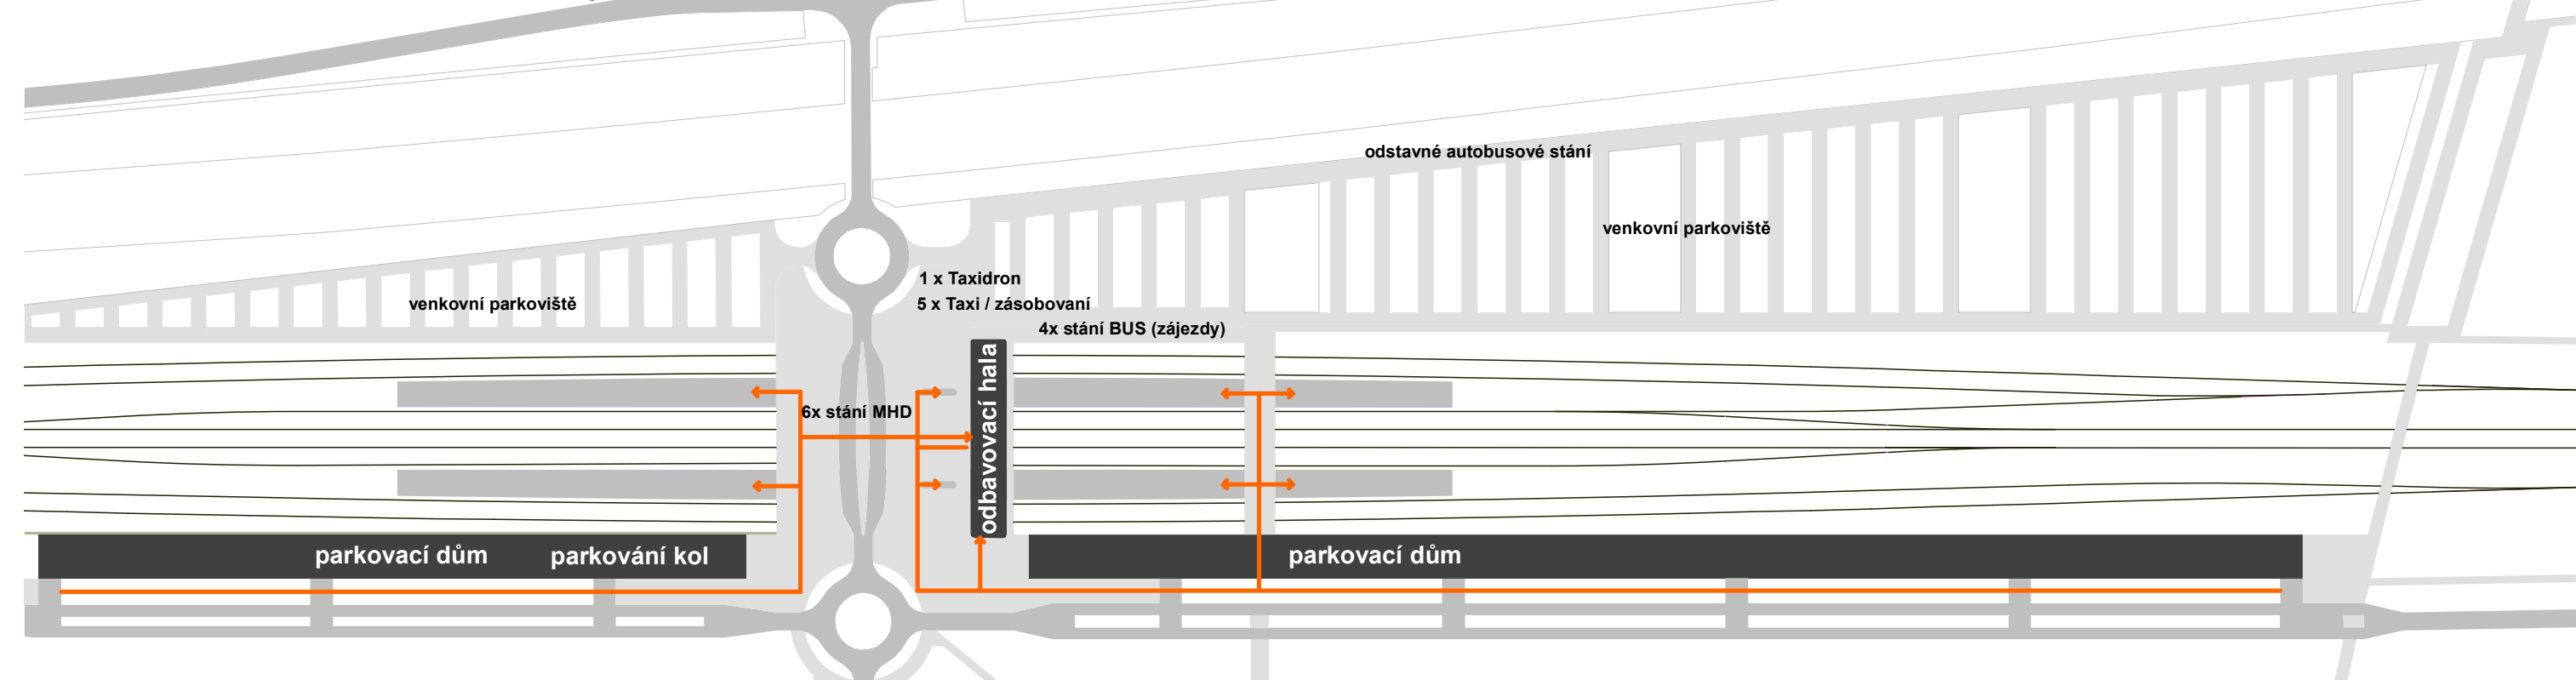 odstavné autobusové stání
venkovní parkoviště
1 x Taxidron
venkovní parkoviště
5 x Taxi / zásobovaní
4x stání BUS (zájezdy)
6x stání MHD
odbavovací hala
parkovací dům
parkování kol
parkovací dům